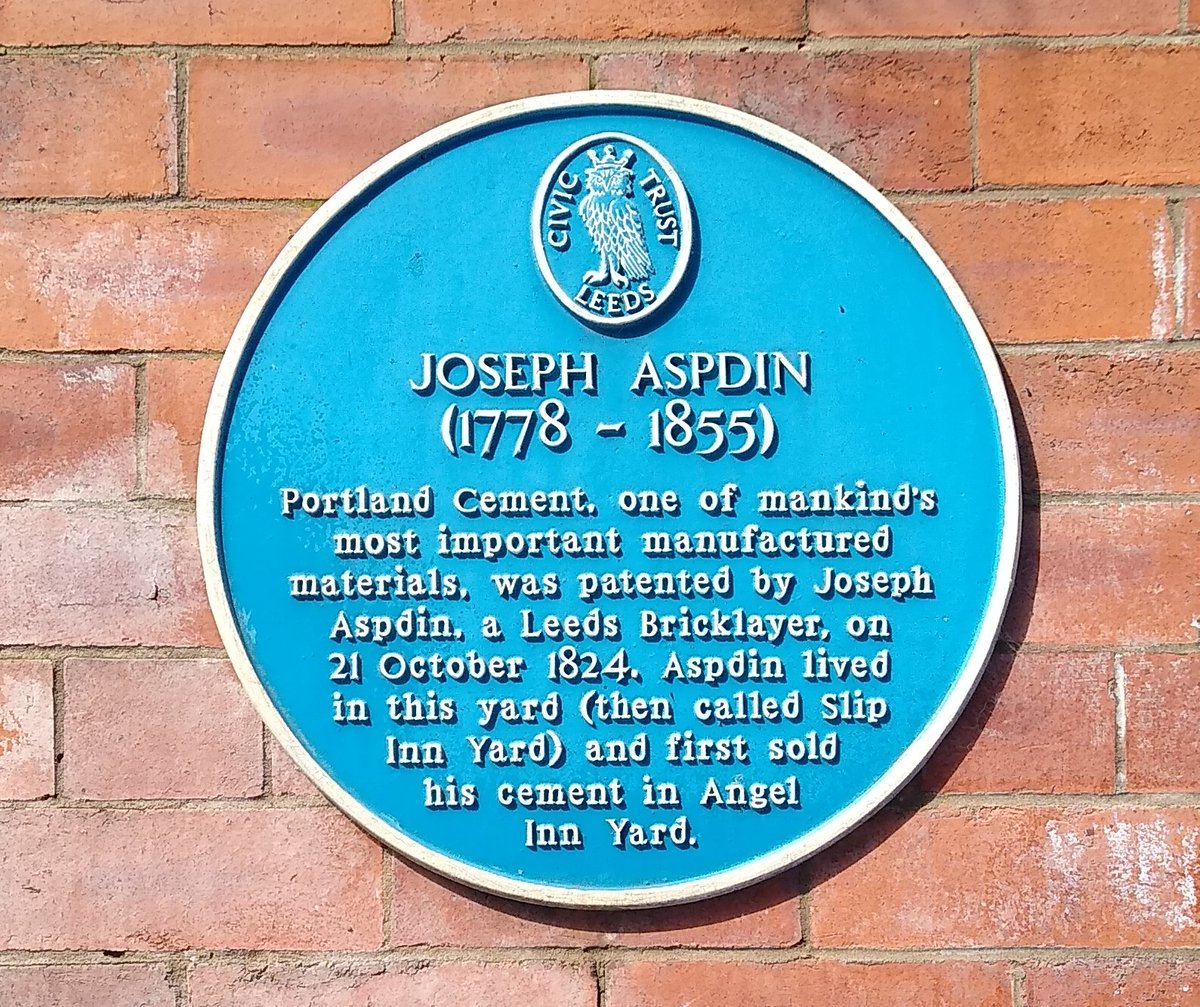 CIVIC TRUST
LEEDS
JOSEPH ASPDIN
(1778 - 1855)
Portland Cement, one of mankind's
most important manufactured
materials, was patented by Joseph
Aspdin, a Leeds Bricklayer, on
21 October 1824. Aspdin lived
in this yard (then called Slip
Inn Yard) and first sold
his cement in Angel
Inn Yard.